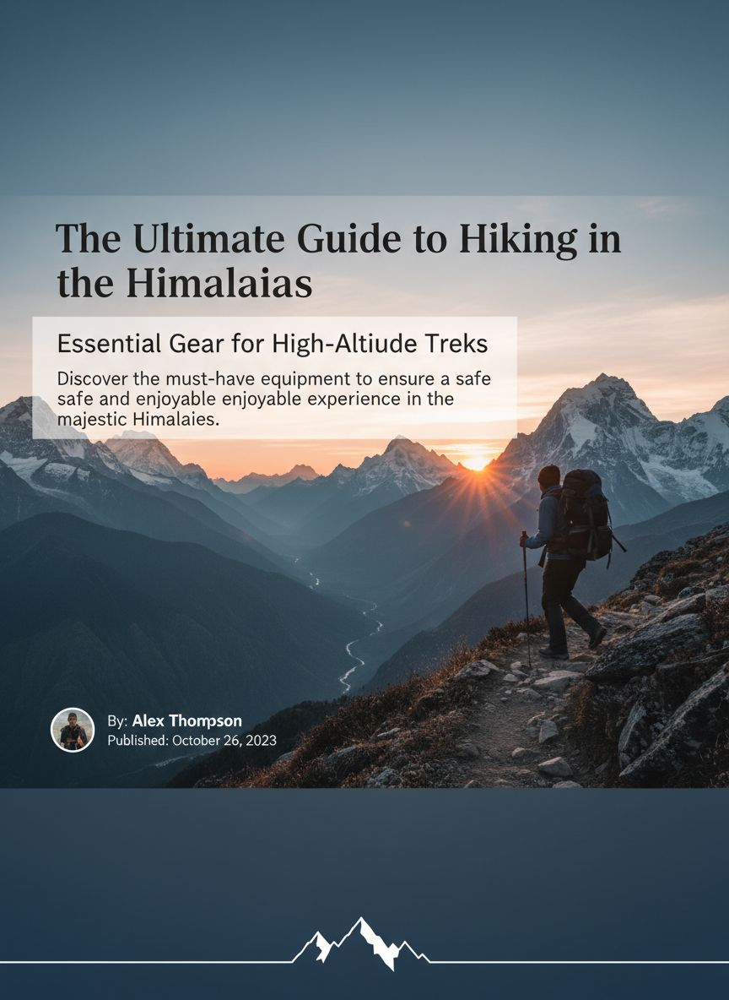 The Ultimate Guide to Hiking in
the Himalaias
Essential Gear for High-Altiude Treks
Discover the must-have equipment to ensure a safe
safe and enjoyable enjoyable experience in the
majestic Himalaies.
By: Alex Thompson
Published: October 26, 2023